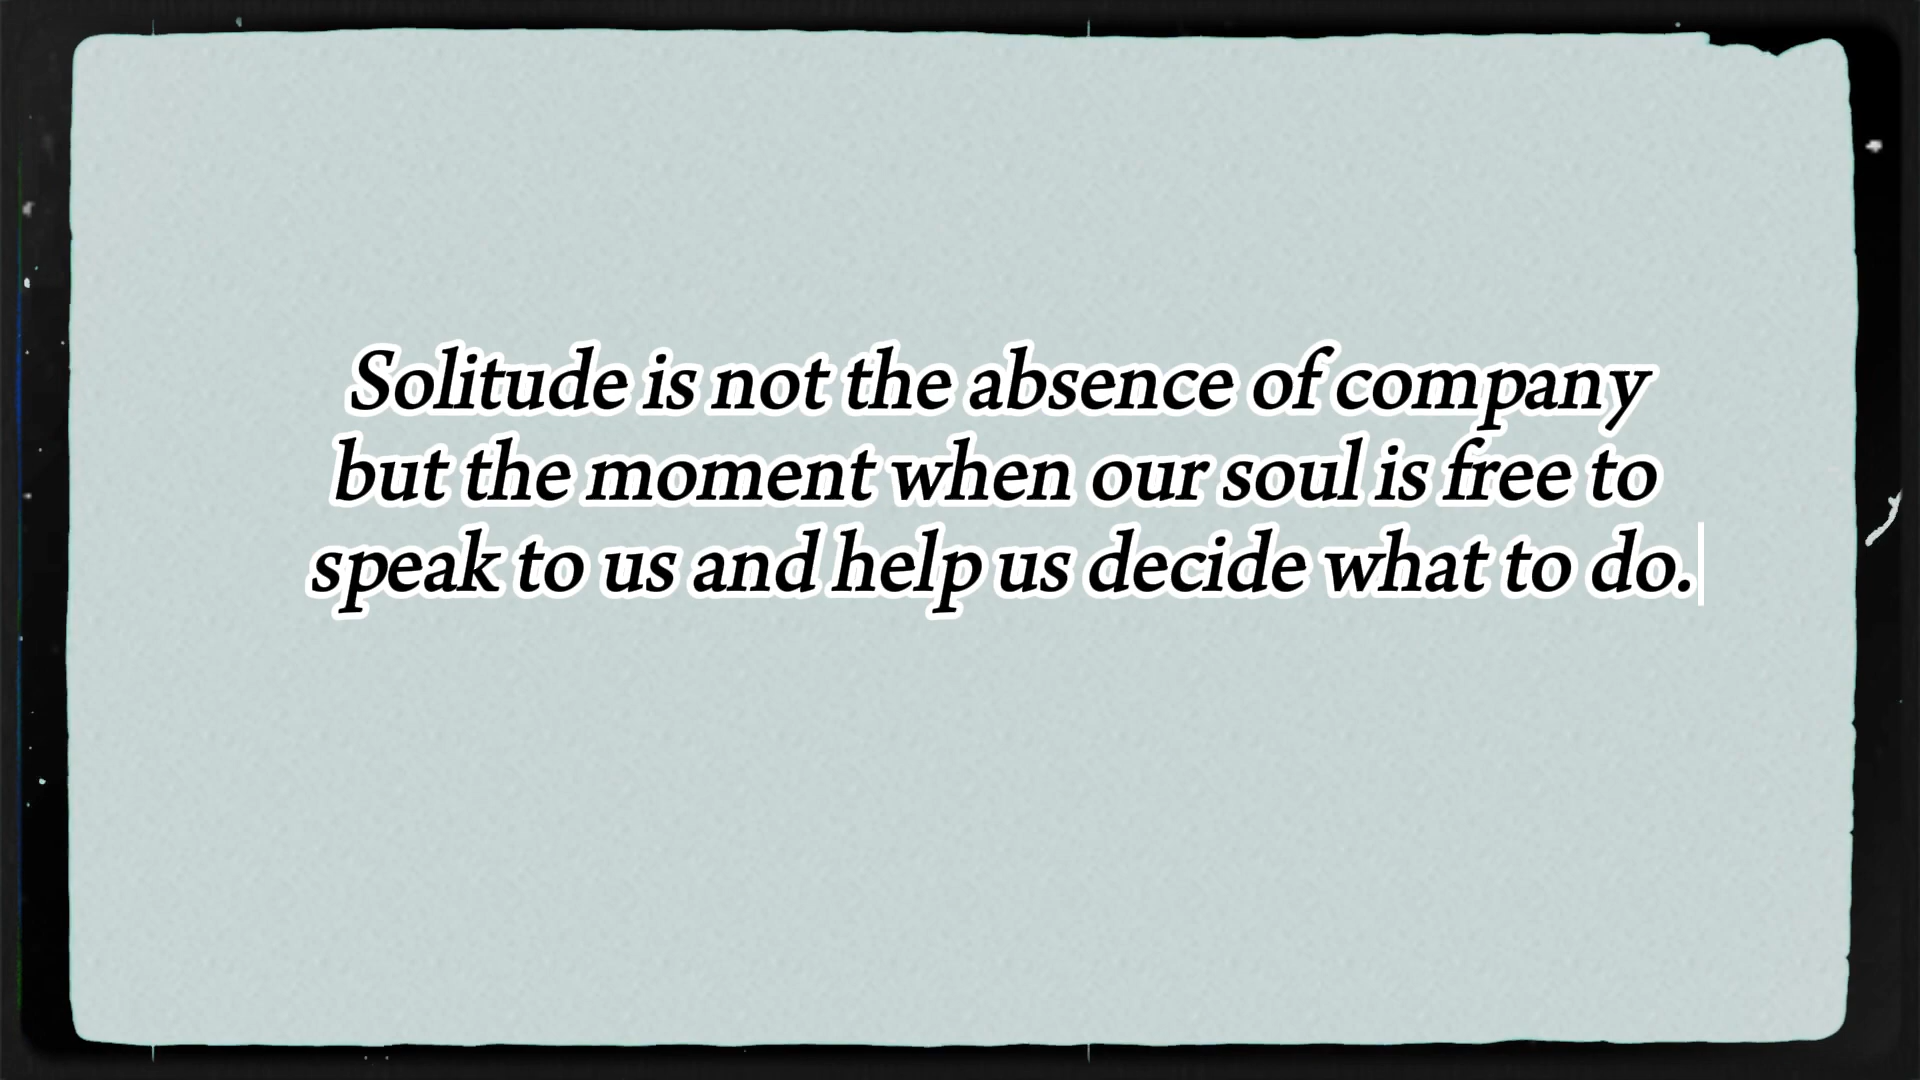 Solitude is not the absence of company
but the moment when our soul is free to
speak to us and help us decide what to do.